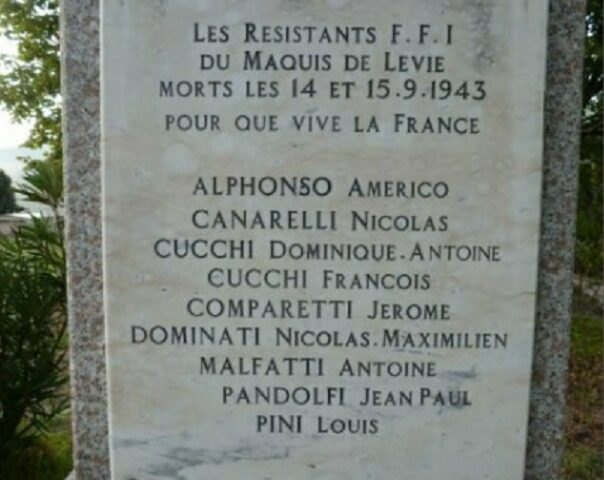 LES RESISTANTS F.F.I
DU MAQUIS DE LEVIE
MORTS LES 14 ET 15.9.1943
POUR QUE VIVE LA FRANCE
ALPHONSO AMERICO
CANARELLI NICOLAS
CUCCHI DOMINIQUE.ANTOINE
CUCCHI FRANCOIS
COMPARETTI JEROME
DOMINATI NICOLAS.MAXIMILIEN
MALFATTI ANTOINE
PANDOLFI JEAN PAUL
PINI LOUIS